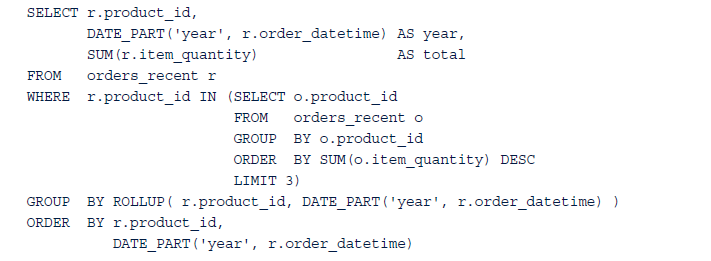 SELECT r.product_id,
       DATE_PART('year', r.order_datetime) AS year,
       SUM(r.item_quantity)                AS total
FROM   orders_recent r
WHERE  r.product_id IN (SELECT o.product_id
                        FROM   orders_recent o
                        GROUP  BY o.product_id
                        ORDER  BY SUM(o.item_quantity) DESC
                        LIMIT 3)
GROUP  BY ROLLUP( r.product_id, DATE_PART('year', r.order_datetime) )
ORDER  BY r.product_id,
          DATE_PART('year', r.order_datetime)